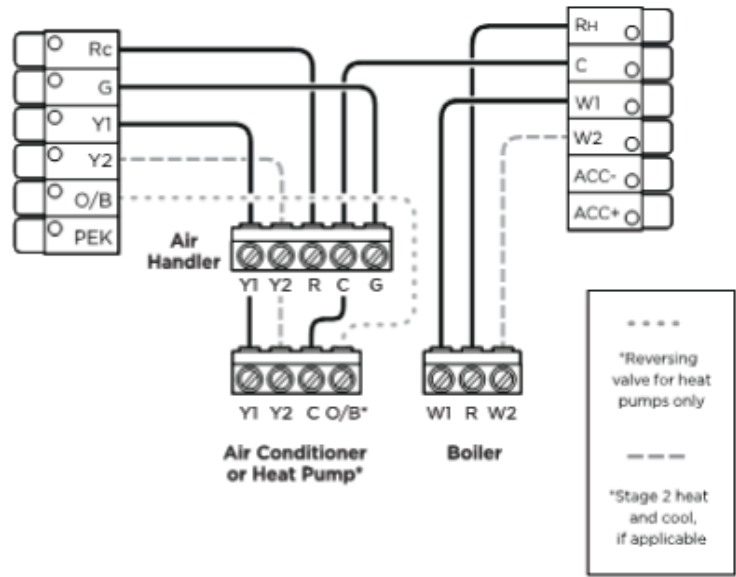 Rc
G
Y1
Y2
O/B
PEK
RH
C
W1
W2
ACC-
ACC+
Air
Handler
Y1 Y2 R C G
Y1 Y2 C O/B*
Air Conditioner
or Heat Pump*
W1 R W2
Boiler
*Reversing
valve for heat
pumps only
*Stage 2 heat
and cool,
if applicable